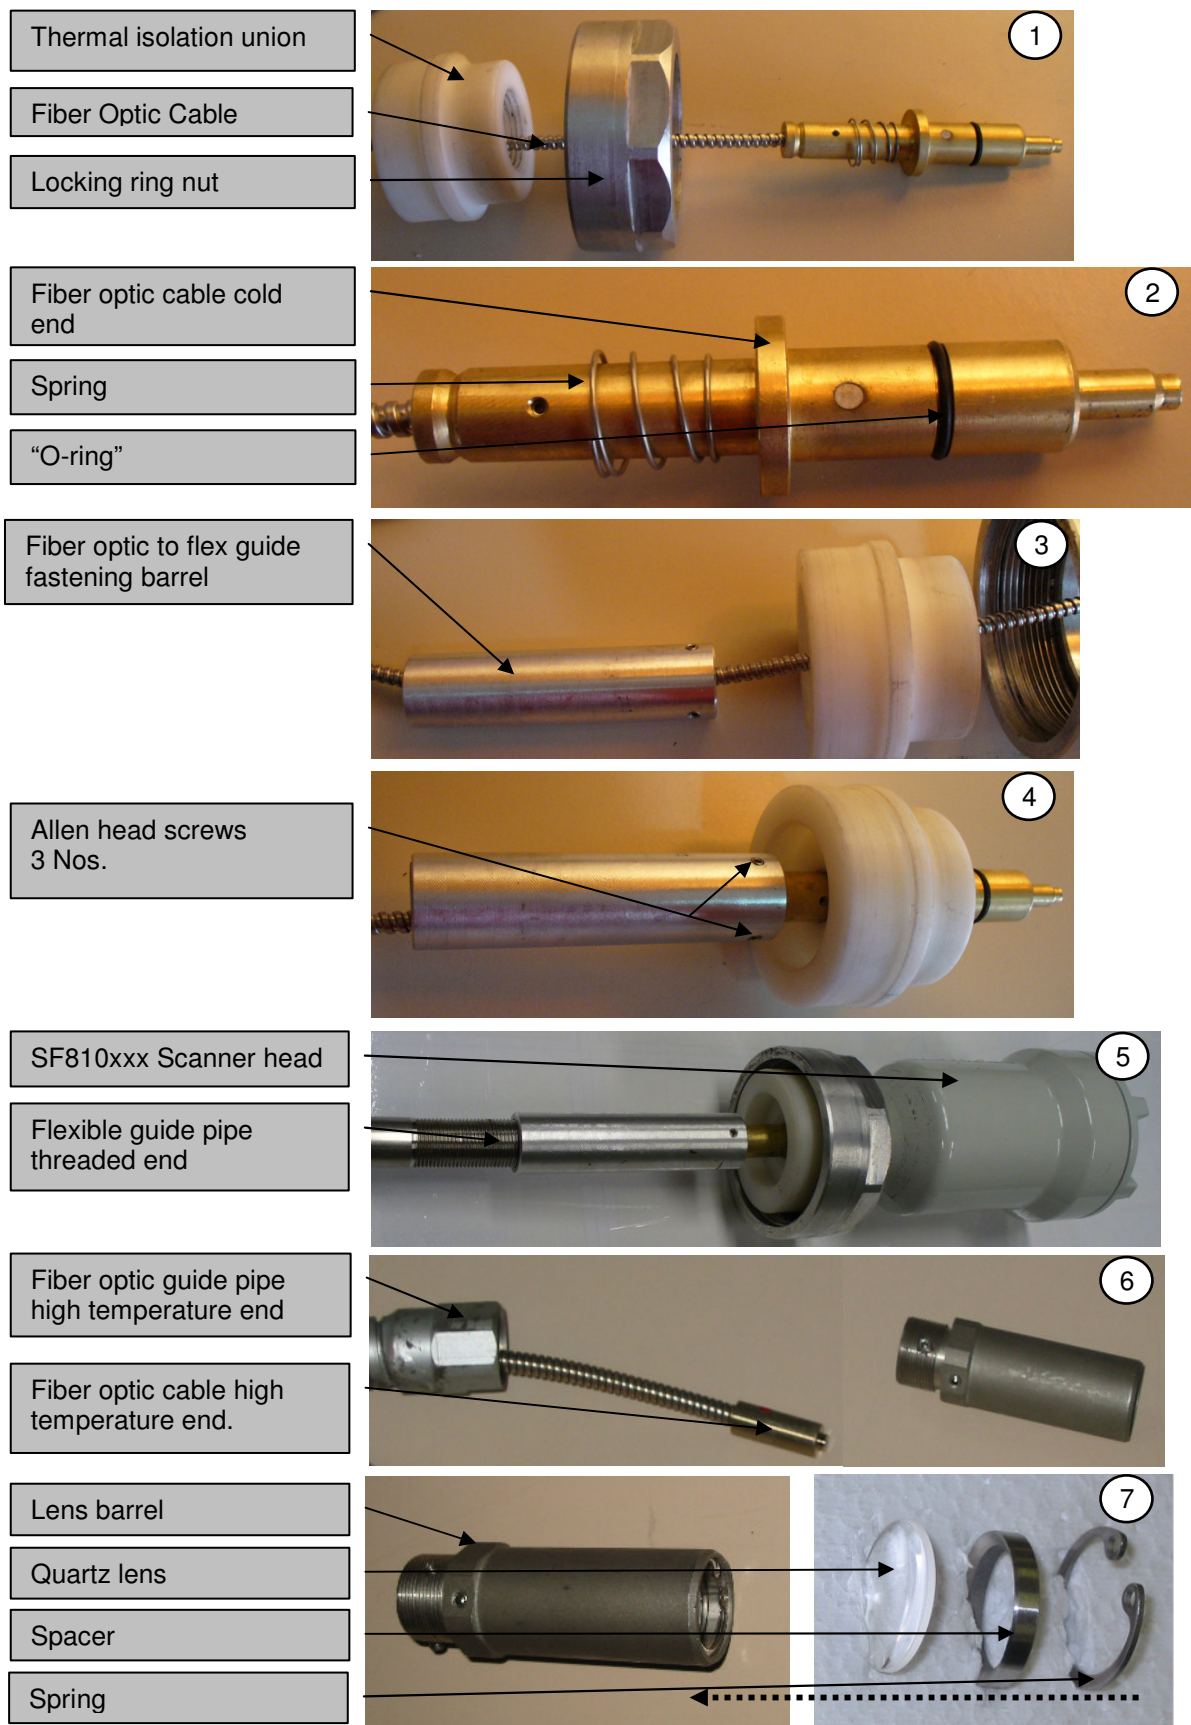 Thermal isolation union
1
Fiber Optic Cable
Locking ring nut
Fiber optic cable cold
end
2
Spring
“O-ring”
Fiber optic to flex guide
fastening barrel
3
Allen head screws
3 Nos.
4
SF810xxx Scanner head
5
Flexible guide pipe
threaded end
Fiber optic guide pipe
high temperature end
6
Fiber optic cable high
temperature end.
Lens barrel
7
Quartz lens
Spacer
Spring